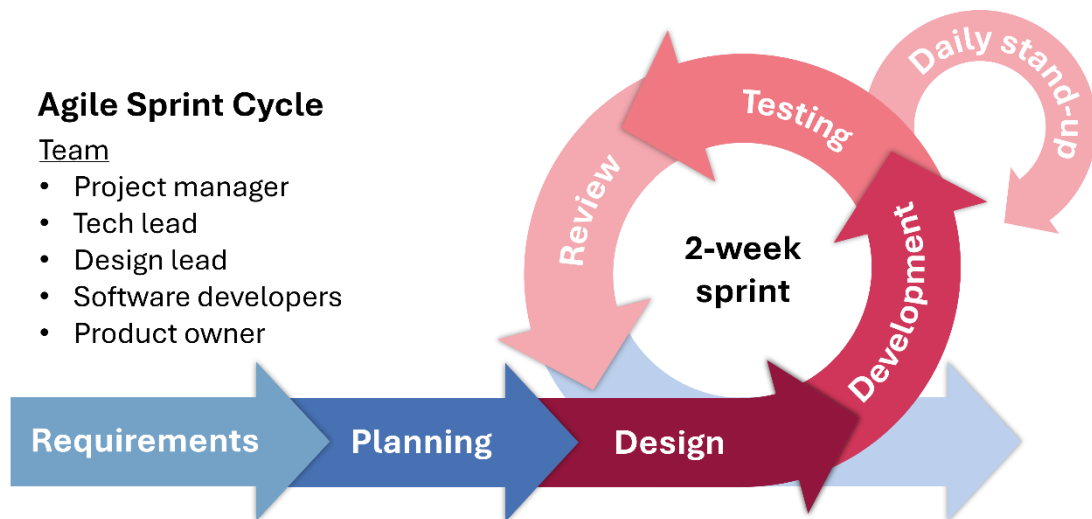 Agile Sprint Cycle
Team
• Project manager
• Tech lead
• Design lead
• Software developers
• Product owner
Requirements
Planning
Design
Development
Testing
Review
2-week
sprint
Daily stand-up